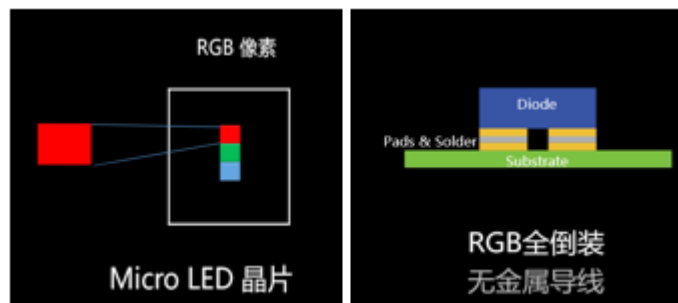 RGB 像素
Micro LED 晶片
Diode
Pads & Solder
Substrate
RGB全倒装
无金属导线